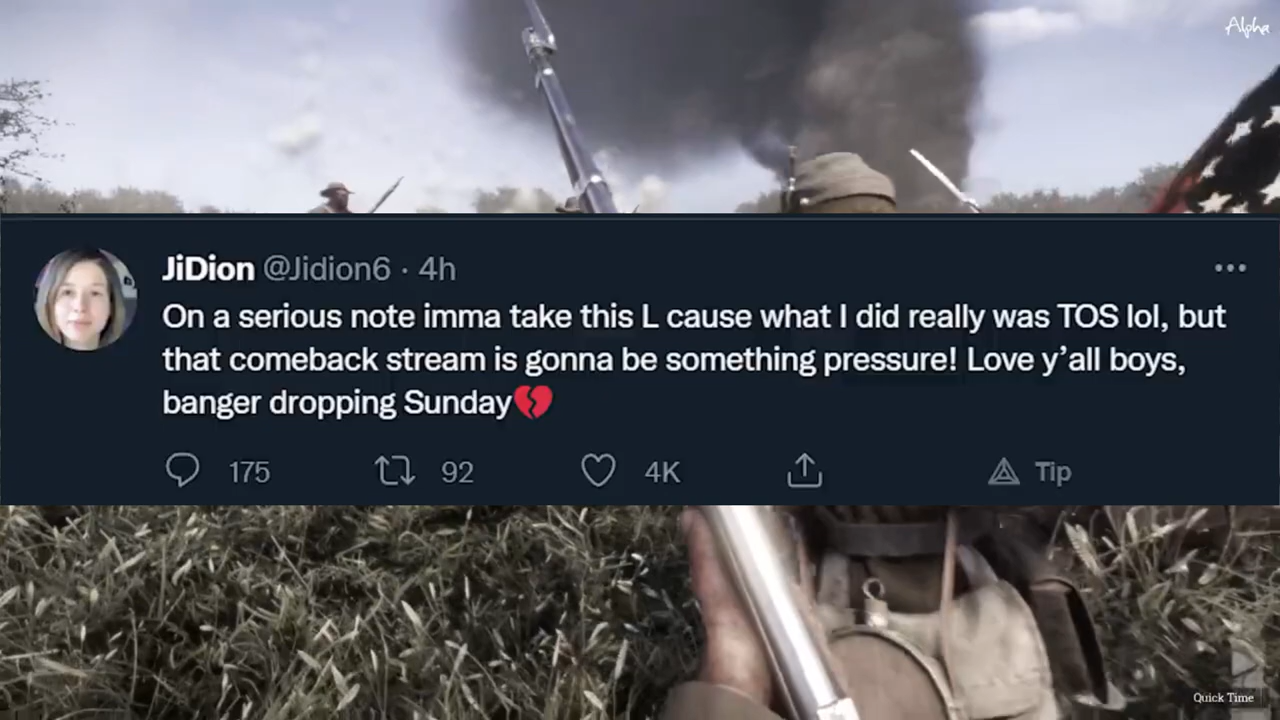 Alpha
JiDion @Jidion6 · 4h
On a serious note imma take this L cause what I did really was TOS lol, but
that comeback stream is gonna be something pressure! Love y’all boys,
banger dropping Sunday💔
175 92 4K Tip
Quick Time